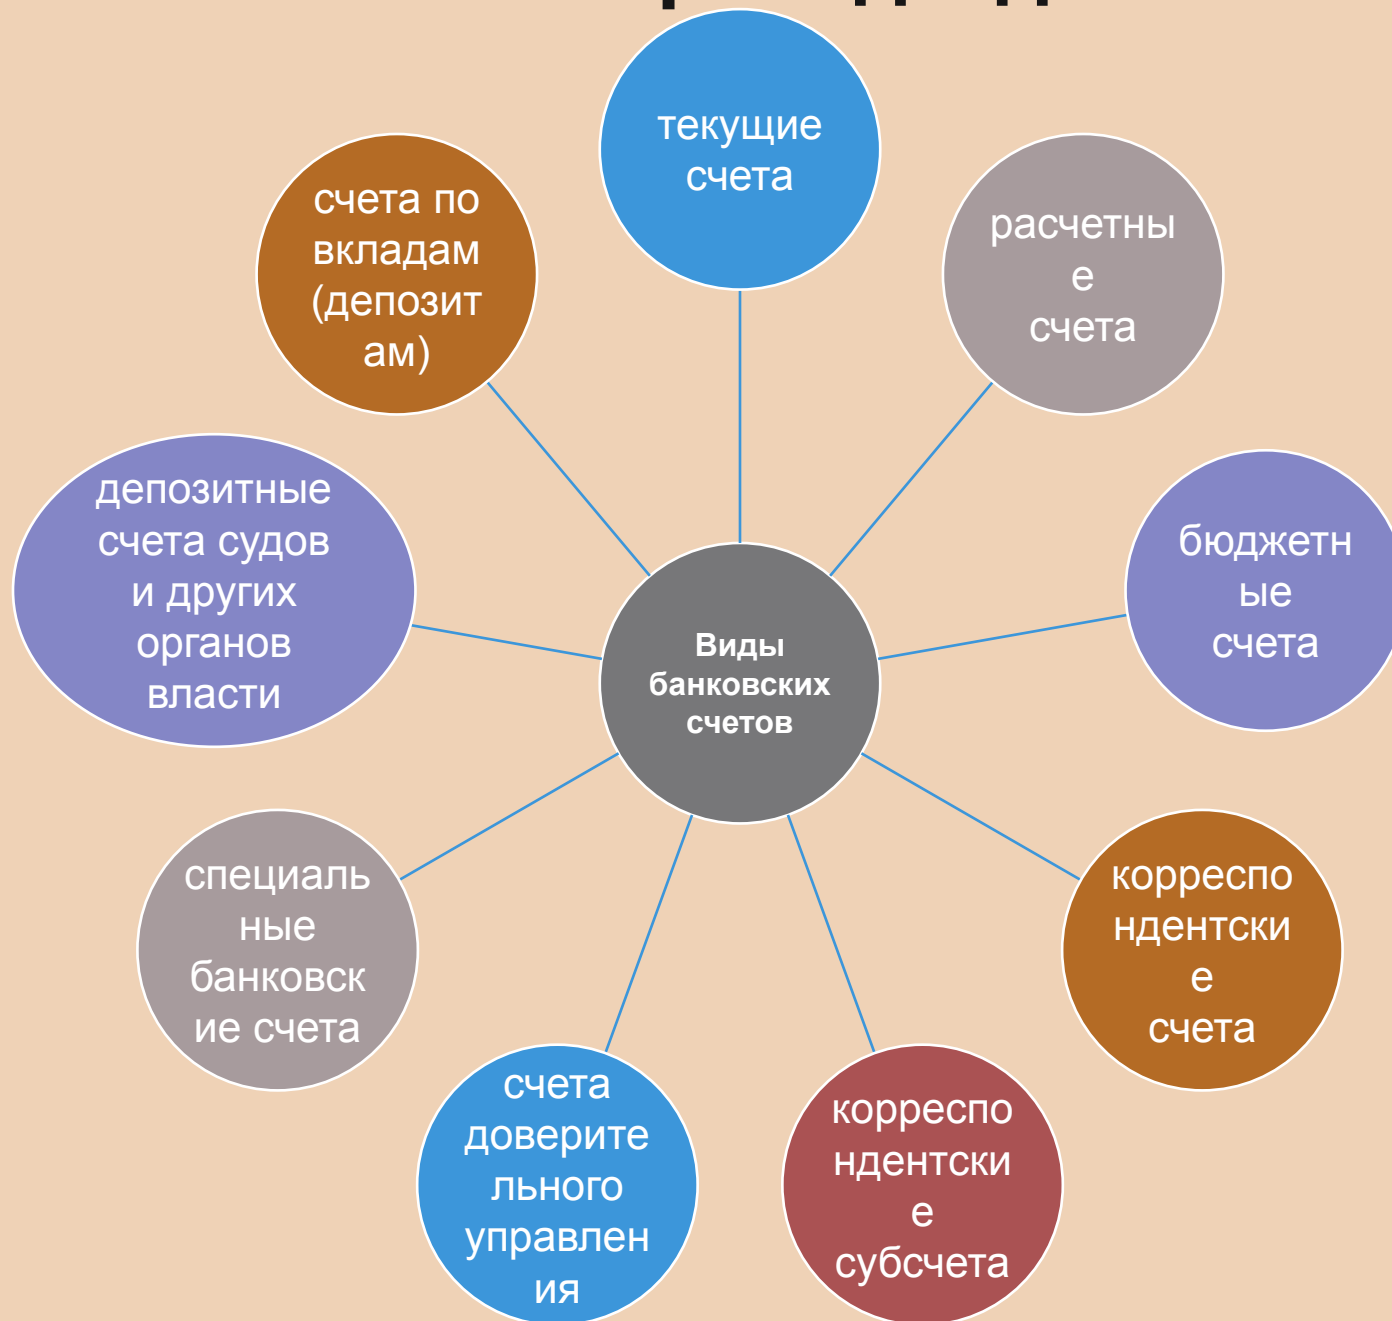 текущие
счета
расчетны
е
счета
бюджетн
ые
счета
корреспо
ндентски
е
счета
корреспо
ндентски
е
субсчета
счета
доверите
льного
управлен
ия
специаль
ные
банковск
ие счета
депозитные
счета судов
и других
органов
власти
счета по
вкладам
(депозит
ам)
Виды
банковских
счетов